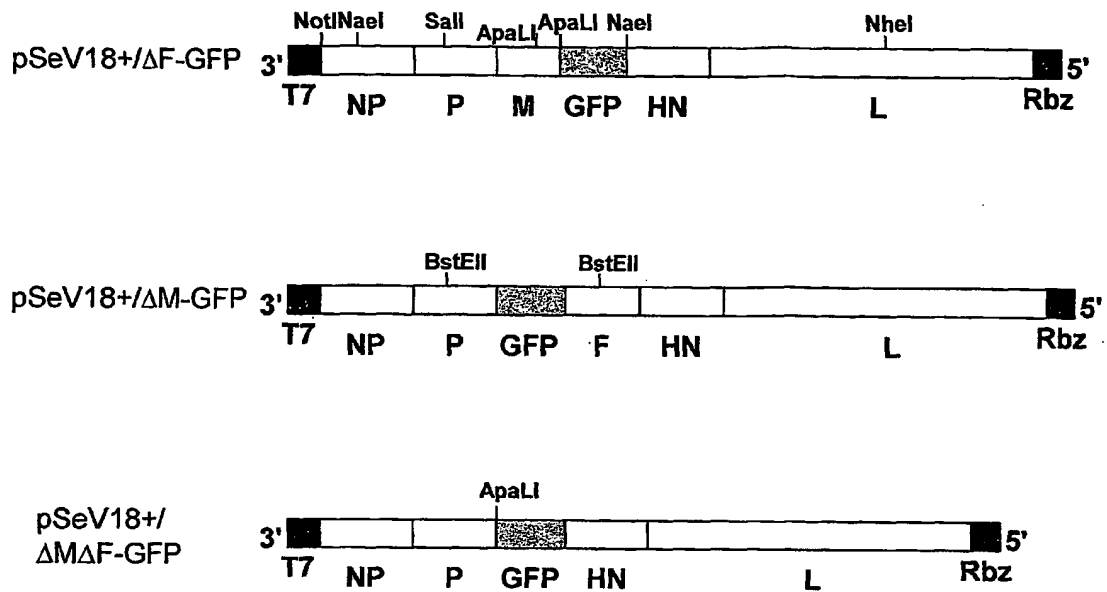 NotI NaeI SalI ApaLI ApaLI NaeI NheI
pSeV18+/ΔF-GFP 3' 5'
T7 NP P M GFP HN L Rbz
BstEII BstEII
pSeV18+/ΔM-GFP 3' 5'
T7 NP P GFP F HN L Rbz
ApaLI
pSeV18+/
ΔMΔF-GFP 3' 5'
T7 NP P GFP HN L Rbz